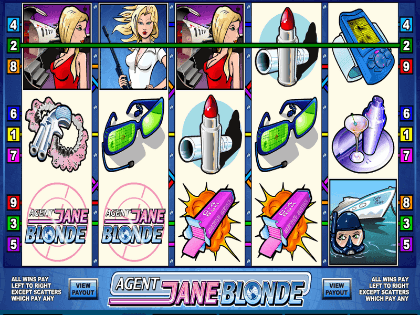 4
4
2
2
8
8
6
6
1
1
7
7
AGENT
JANE
BLONDE
AGENT
JANE
BLONDE
9
9
3
3
5
5
ALL WINS PAY
LEFT TO RIGHT
EXCEPT SCATTERS
WHICH PAY ANY
VIEW
PAYOUT
AGENT JANE BLONDE
VIEW
PAYOUT
ALL WINS PAY
LEFT TO RIGHT
EXCEPT SCATTERS
WHICH PAY ANY